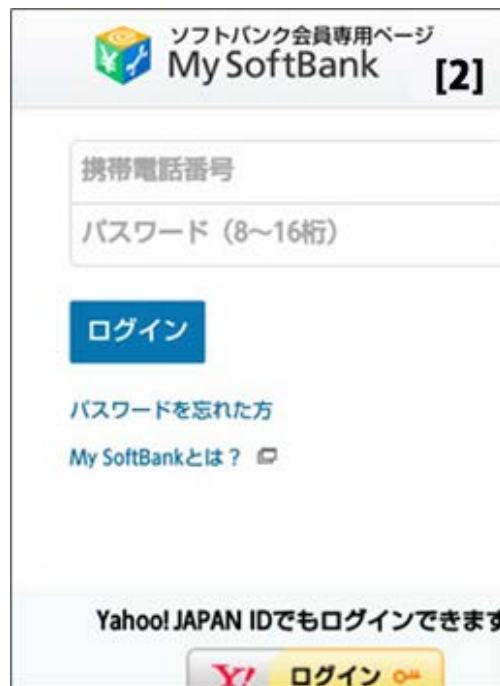 ソフトバンク会員専用ページ
My SoftBank
[2]
携帯電話番号
パスワード（8～16桁）
ログイン
パスワードを忘れた方
My SoftBankとは？
Yahoo! JAPAN IDでもログインできます
Y! ログイン